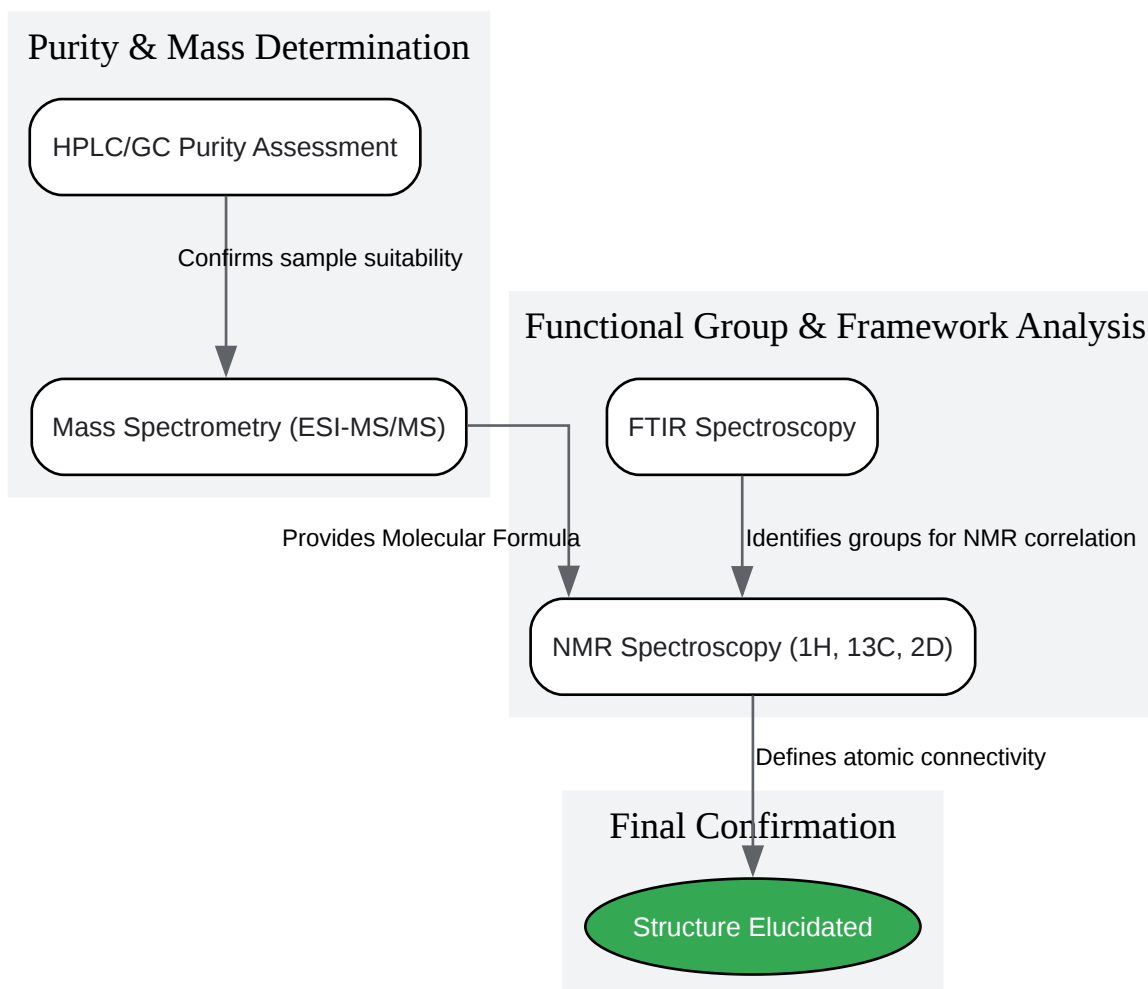 Purity & Mass Determination
HPLC/GC Purity Assessment
Confirms sample suitability
Functional Group & Framework Analysis
Mass Spectrometry (ESI-MS/MS)
FTIR Spectroscopy
Provides Molecular Formula
Identifies groups for NMR correlation
NMR Spectroscopy (1H, 13C, 2D)
Defines atomic connectivity
Final Confirmation
Structure Elucidated